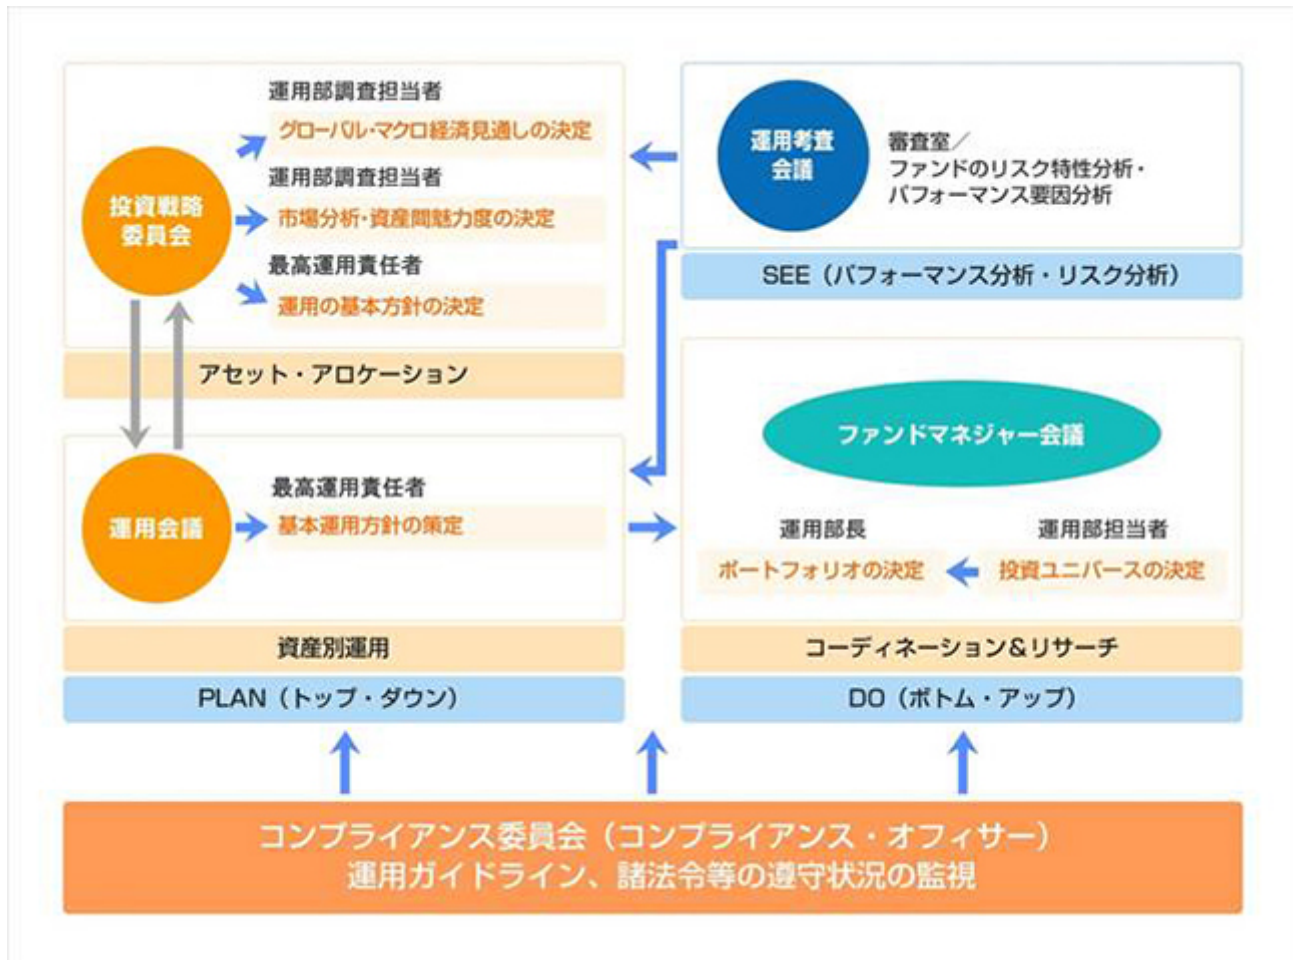 運用部調査担当者
グローバル・マクロ経済見通しの決定
投資戦略
委員会
運用部調査担当者
市場分析・資産間魅力度の決定
最高運用責任者
運用の基本方針の決定
アセット・アロケーション
運用会議
最高運用責任者
基本運用方針の策定
資産別運用
PLAN（トップ・ダウン）
運用考査
会議
審査室／
ファンドのリスク特性分析・
パフォーマンス要因分析
SEE（パフォーマンス分析・リスク分析）
ファンドマネジャー会議
運用部長
ポートフォリオの決定
運用部担当者
投資ユニバースの決定
コーディネーション＆リサーチ
DO（ボトム・アップ）
コンプライアンス委員会（コンプライアンス・オフィサー）
運用ガイドライン、諸法令等の遵守状況の監視